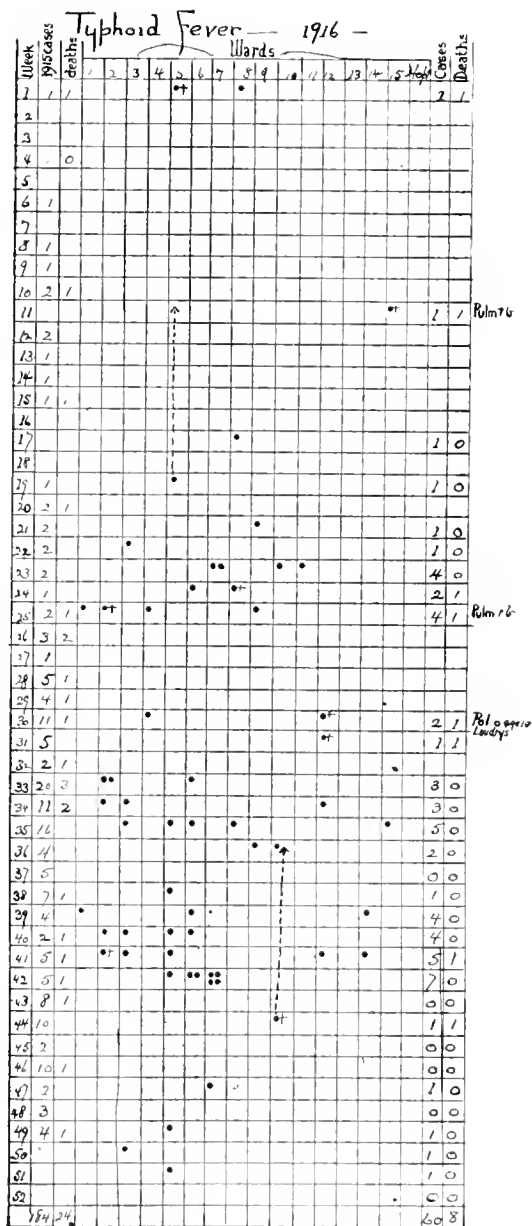 Typhoid Fever — 1916 —
Wards
Week 1915 cases deaths 1 2 3 4 5 6 7 8 9 10 11 12 13 14 15 Hosp Cases Deaths
1 1 1 •+ • 2 1
2
3
4 0
5
6 1
7
8 1
9 1
10 2 1
11 •+ 1 1 Pulm tb
12 2
13 1
14 1
15 1
16
17 • 1 0
18
19 1 • 1 0
20 2 1
21 2 • 1 0
22 2 • 1 0
23 2 •• • • 4 0
24 1 • •+ 2 1
25 2 1 • •+ • • 4 1 Pulm tb
26 3 2
27 1
28 5 1
29 4 1
30 11 1 • •+ 2 1
31 5 •+ 1 1 Landrys
32 2 1
33 20 3 •• • 3 0
34 11 2 • • • 3 0
35 16 • • • • • 5 0
36 4 • • 2 0
37 5 0 0
38 7 1 • 1 0
39 4 • • • 4 0
40 2 1 • • • • 4 0
41 5 1 •+ • • • • 5 1
42 5 1 • •• •••• 7 0
43 8 1 0 0
44 10 •+ 1 1
45 2 0 0
46 10 1 0 0
47 2 • 1 0
48 3 0 0
49 4 1 • 1 0
50 • 1 0
51 • 1 0
52 0 0
184 24 60 8